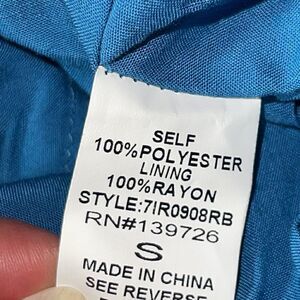 SELF
100%POLYESTER
LINING
100%RAYON
STYLE:7IR0908RB
RN#139726
S
MADE IN CHINA
SEE REVERSE